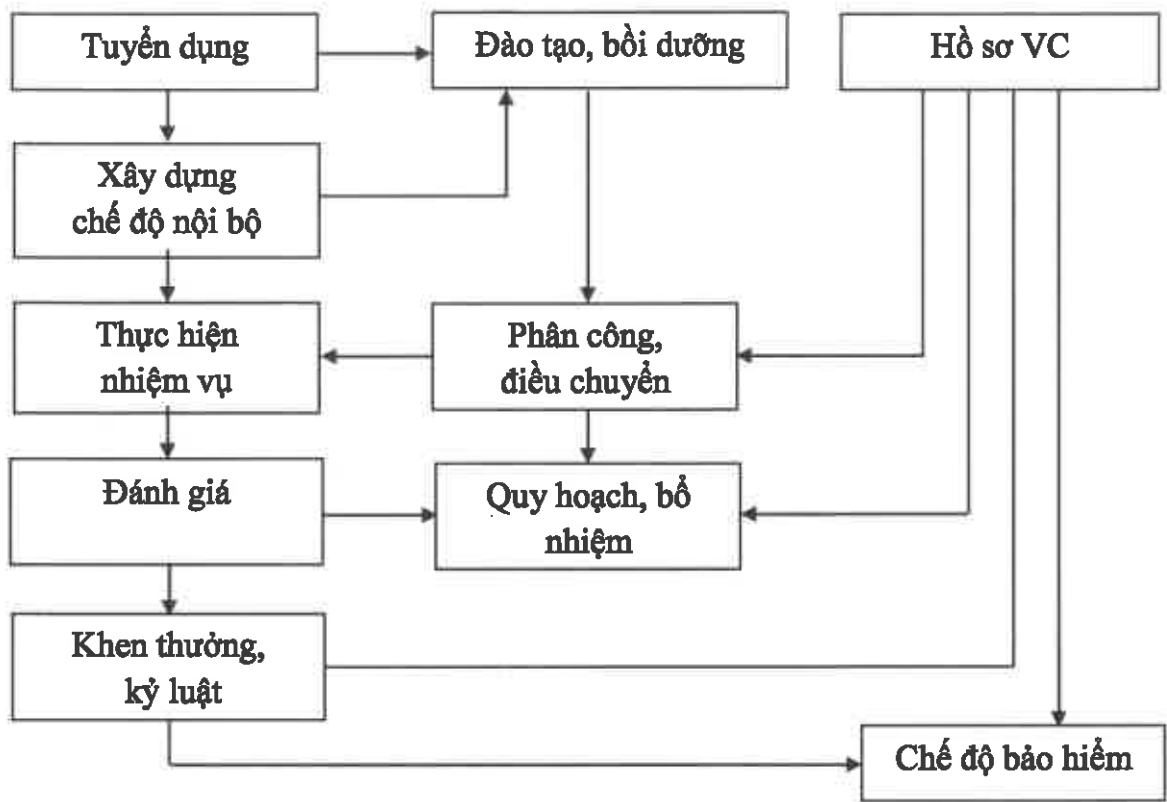 Tuyển dụng
Đào tạo, bồi dưỡng
Hồ sơ VC
Xây dựng
chế độ nội bộ
Thực hiện
nhiệm vụ
Phân công,
điều chuyển
Đánh giá
Quy hoạch, bổ
nhiệm
Khen thưởng,
kỷ luật
Chế độ bảo hiểm